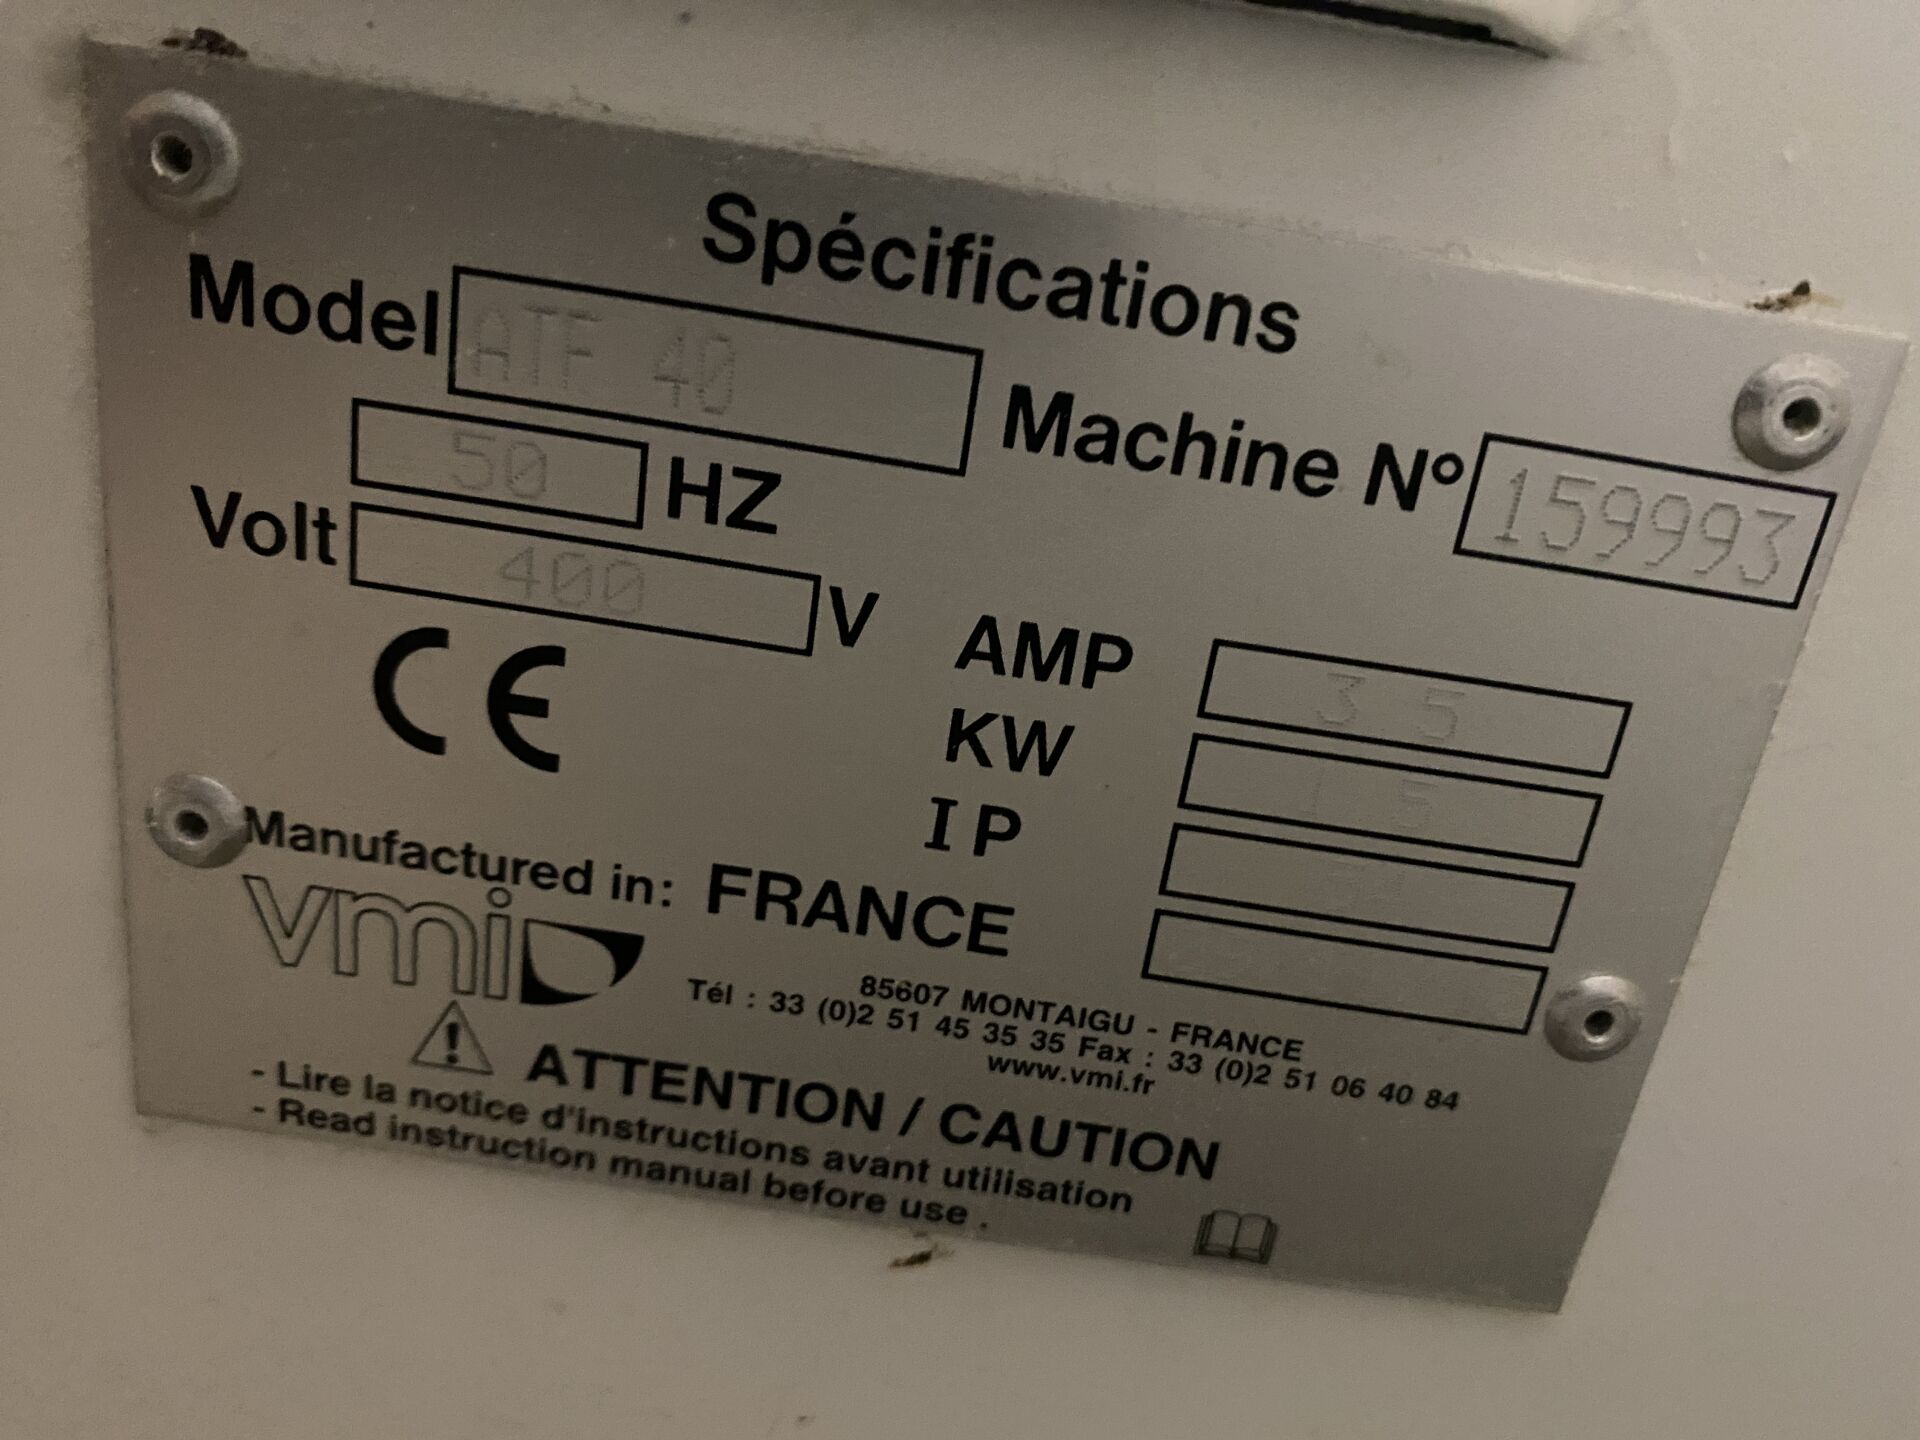 Spécifications
Model ATF 40
Machine Nº 159993
50 HZ
Volt 400 V
AMP 3 5
KW 5
I P
CE
Manufactured in: FRANCE
vmi
85607 MONTAIGU - FRANCE
Tél : 33 (0)2 51 45 35 35 Fax : 33 (0)2 51 06 40 84
www.vmi.fr
ATTENTION / CAUTION
- Lire la notice d'instructions avant utilisation
- Read instruction manual before use .